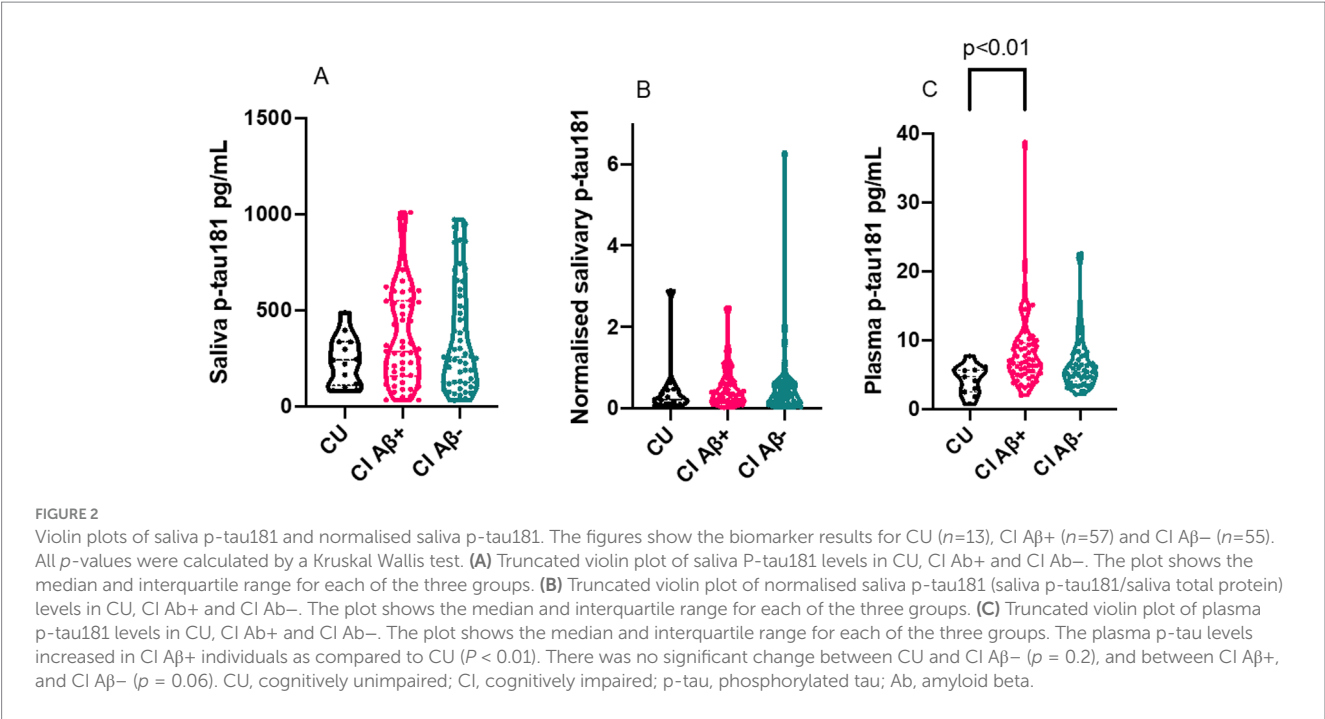 p<0.01
A
B
C
Saliva p-tau181 pg/mL
1500
1000
500
0
CU
CI Aβ+
CI Aβ-
Normalised salivary p-tau181
6
4
2
0
CU
CI Aβ+
CI Aβ-
Plasma p-tau181 pg/mL
40
30
20
10
0
CU
CI Aβ+
CI Aβ-
FIGURE 2
Violin plots of saliva p-tau181 and normalised saliva p-tau181. The figures show the biomarker results for CU (n=13), CI Aβ+ (n=57) and CI Aβ− (n=55).
All p-values were calculated by a Kruskal Wallis test. (A) Truncated violin plot of saliva P-tau181 levels in CU, CI Ab+ and CI Ab−. The plot shows the
median and interquartile range for each of the three groups. (B) Truncated violin plot of normalised saliva p-tau181 (saliva p-tau181/saliva total protein)
levels in CU, CI Ab+ and CI Ab−. The plot shows the median and interquartile range for each of the three groups. (C) Truncated violin plot of plasma
p-tau181 levels in CU, CI Ab+ and CI Ab−. The plot shows the median and interquartile range for each of the three groups. The plasma p-tau levels
increased in CI Aβ+ individuals as compared to CU (P < 0.01). There was no significant change between CU and CI Aβ− (p = 0.2), and between CI Aβ+,
and CI Aβ− (p = 0.06). CU, cognitively unimpaired; CI, cognitively impaired; p-tau, phosphorylated tau; Ab, amyloid beta.